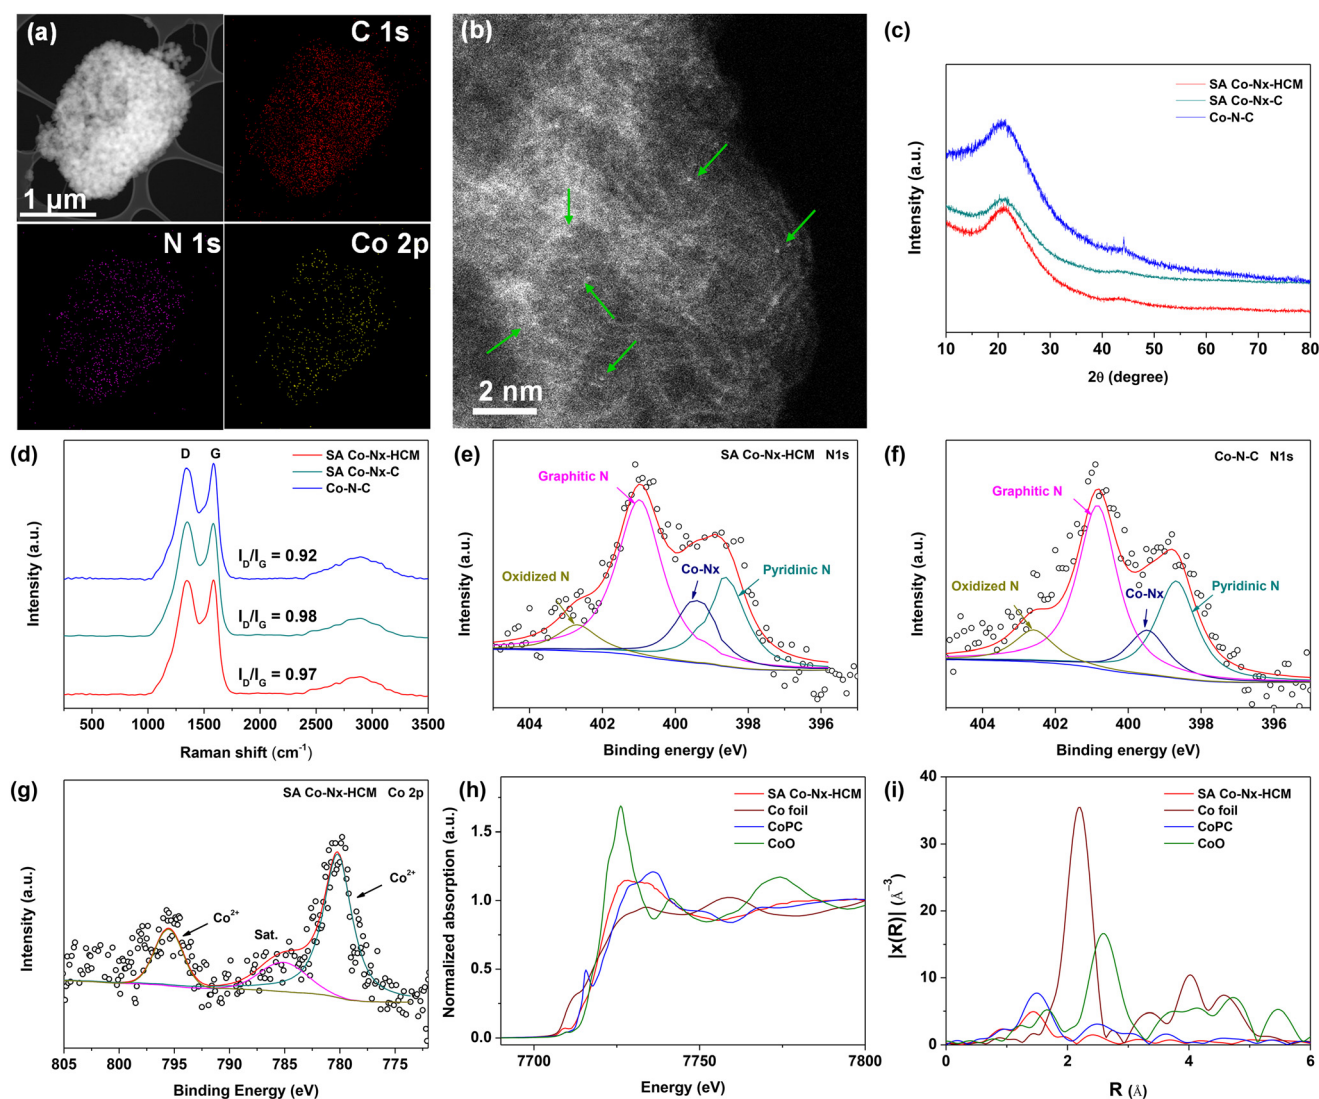 (a)
C 1s
1 μm
N 1s
Co 2p
(b)
2 nm
(c)
SA Co-Nx-HCM
SA Co-Nx-C
Co-N-C
Intensity (a.u.)
10 20 30 40 50 60 70 80
2θ (degree)
(d)
D G
SA Co-Nx-HCM
SA Co-Nx-C
Co-N-C
I_D/I_G = 0.92
I_D/I_G = 0.98
I_D/I_G = 0.97
Intensity (a.u.)
500 1000 1500 2000 2500 3000 3500
Raman shift (cm⁻¹)
(e)
SA Co-Nx-HCM N1s
Graphitic N
Oxidized N
Co-Nx
Pyridinic N
Intensity (a.u.)
404 402 400 398 396
Binding energy (eV)
(f)
Co-N-C N1s
Graphitic N
Oxidized N
Co-Nx
Pyridinic N
Intensity (a.u.)
404 402 400 398 396
Binding energy (eV)
(g)
SA Co-Nx-HCM Co 2p
Co²⁺
Co²⁺
Sat.
Intensity (a.u.)
805 800 795 790 785 780 775
Binding Energy (eV)
(h)
SA Co-Nx-HCM
Co foil
CoPC
CoO
Normalized absorption (a.u.)
1.5
1.0
0.5
0.0
7700 7750 7800
Energy (eV)
(i)
SA Co-Nx-HCM
Co foil
CoPC
CoO
|x(R)| (Å⁻³)
40
35
30
25
20
15
10
5
0
0 2 4 6
R (Å)